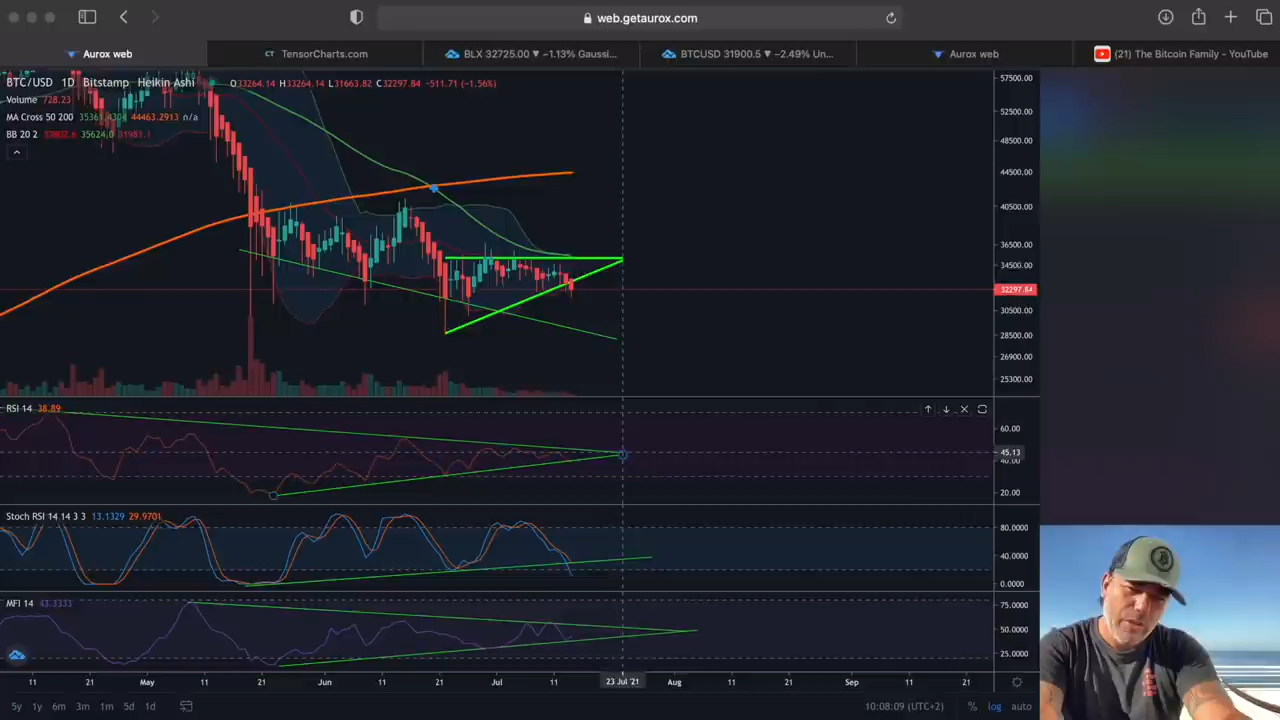 web.getaurox.com
Aurox web
CT TensorCharts.com
BLX 32725.00 ▼ −1.13% Gaussi...
BTCUSD 31900.5 ▼ −2.49% Un...
Aurox web
(21) The Bitcoin Family - YouTube
BTC/USD 1D Bitstamp Heikin Ashi O33264.14 H33264.14 L31663.82 C32297.84 −511.71 (−1.56%)
Volume 728.23
MA Cross 50 200 35361.4304 44463.2913 n/a
BB 20 2 35624.0 31981.1
57500.00
52500.00
48500.00
44500.00
40500.00
36500.00
34500.00
32297.84
30500.00
28500.00
26900.00
25300.00
RSI 14 38.89
60.00
45.13
40.00
20.00
Stoch RSI 14 14 3 3 13.1329 29.9701
80.0000
40.0000
0.0000
MFI 14 43.3333
75.0000
50.0000
25.0000
11 21 May 11 21 Jun 11 21 Jul 11 23 Jul '21 Aug 11 21 Sep 11 21
5y 1y 6m 3m 1m 5d 1d 10:08:09 (UTC+2) % log auto